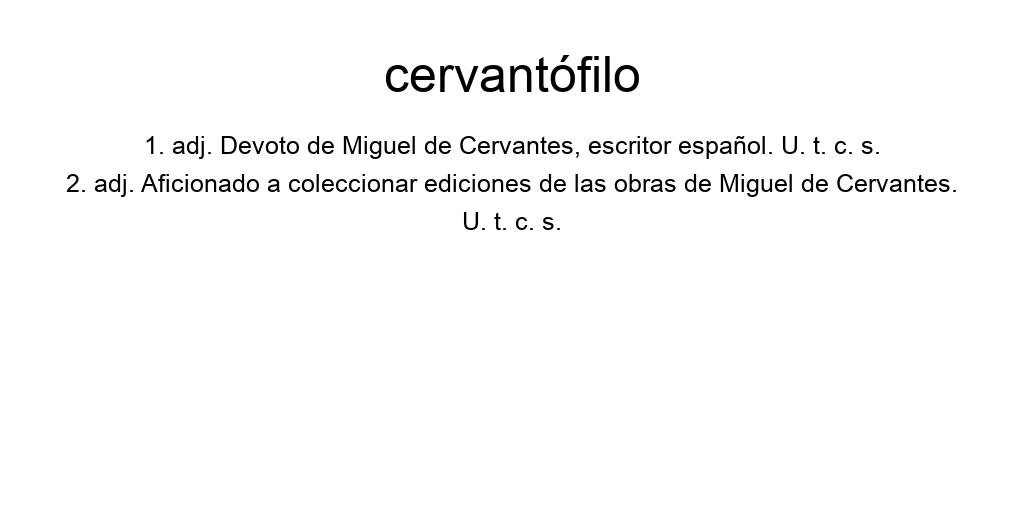 cervantófilo
1. adj. Devoto de Miguel de Cervantes, escritor español. U. t. c. s.
2. adj. Aficionado a coleccionar ediciones de las obras de Miguel de Cervantes.
U. t. c. s.